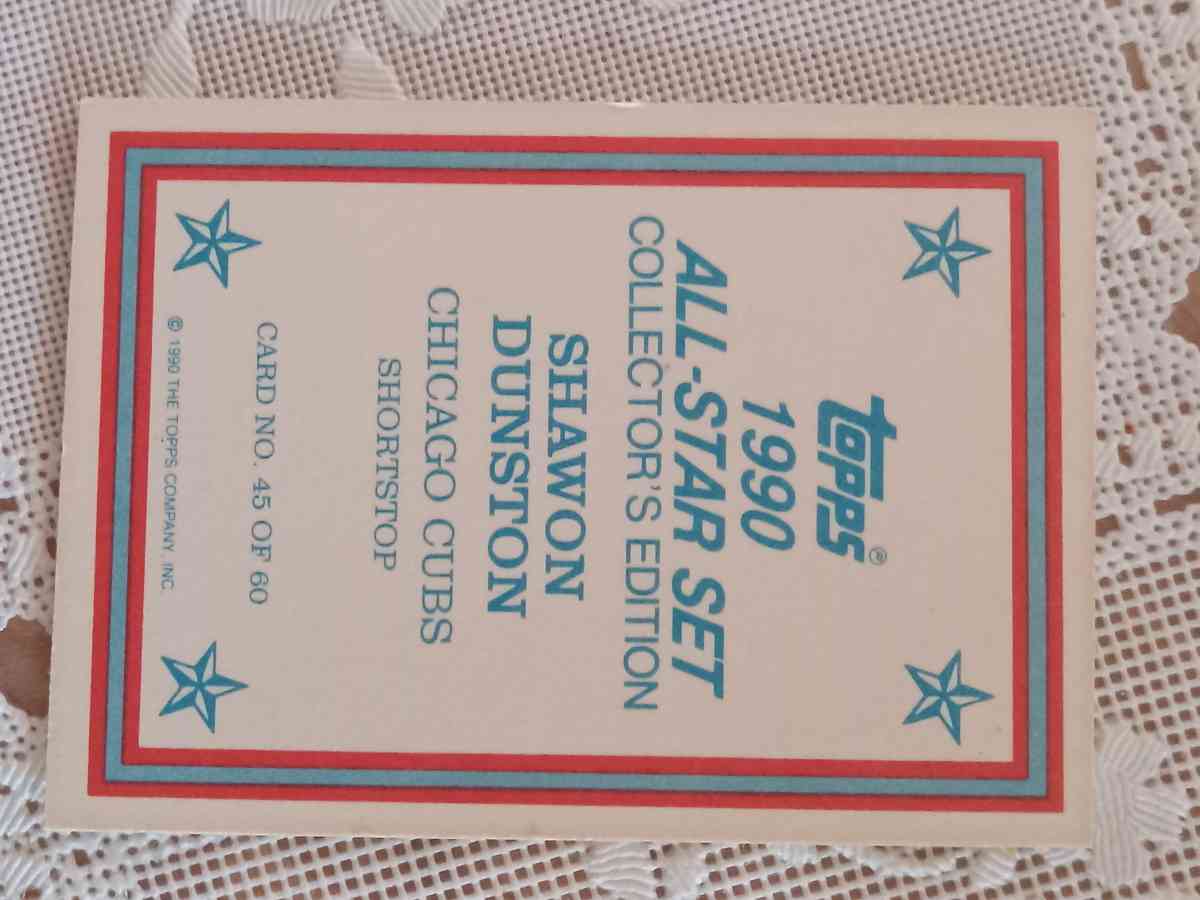 Topps®
1990
ALL-STAR SET
COLLECTOR'S EDITION
SHAWON
DUNSTON
CHICAGO CUBS
SHORTSTOP
CARD NO. 45 OF 60
© 1990 THE TOPPS COMPANY, INC.